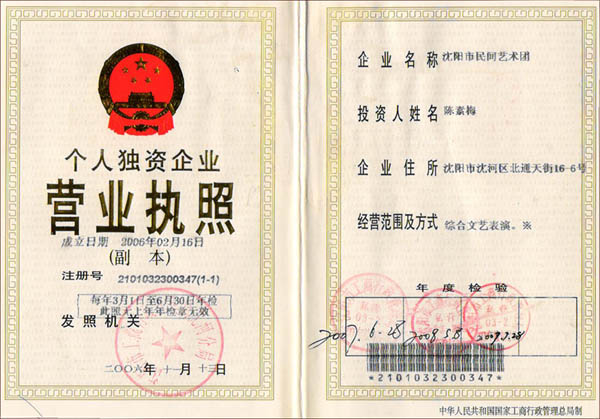 个人独资企业
营业执照
成立日期 2006年02月16日
(副 本)
注册号 2101032300347(1-1)
每年3月1日至6月30日年检
此照无上年年检章无效
发照机关
二〇〇六年十一月十三日
企业名称 沈阳市民间艺术团
投资人姓名 陈素梅
企业住所 沈阳市沈河区北通天街16-6号
经营范围及方式 综合文艺表演。※
年度检验
2007.6.28 2008.5.8 2009.3.28
*2101032300347*
中华人民共和国国家工商行政管理总局制